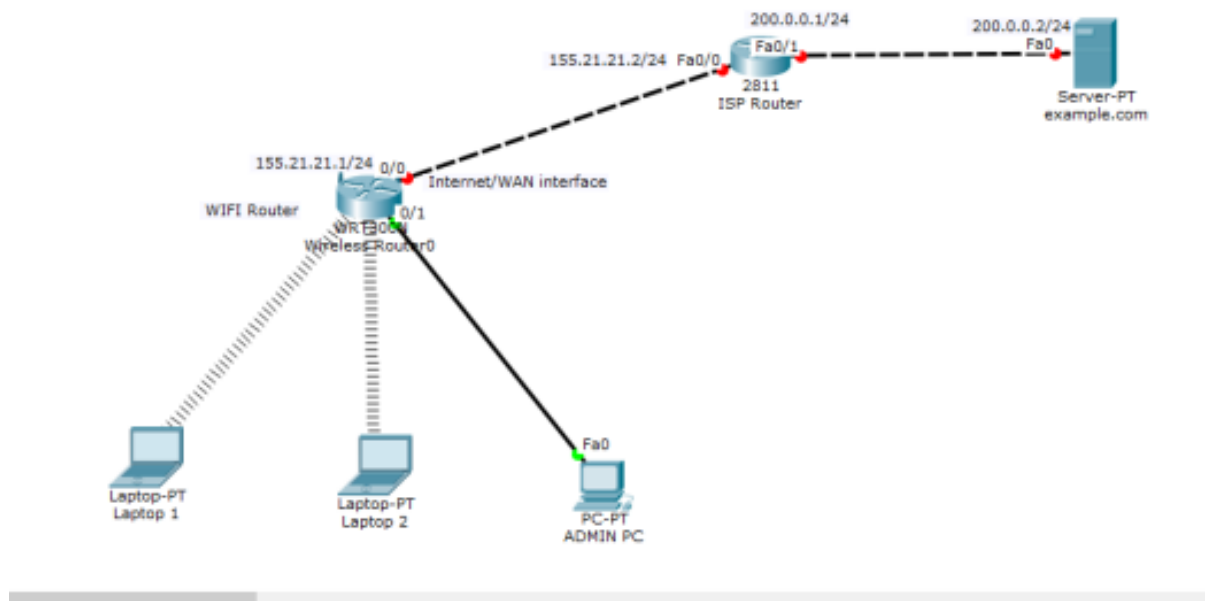 200.0.0.1/24
200.0.0.2/24
Fa0/1
Fa0
155.21.21.2/24 Fa0/0
2811
ISP Router
Server-PT
example.com
155.21.21.1/24 0/0
Internet/WAN interface
WIFI Router
0/1
WRT300N
Wireless Router0
Fa0
Laptop-PT
Laptop 1
Laptop-PT
Laptop 2
PC-PT
ADMIN PC